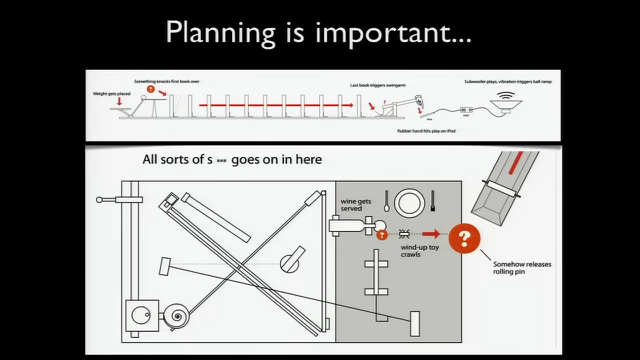 Planning is important...
Something knocks first book over
Weight gets placed
?
Last book triggers swingarm
Subwoofer plays, vibration triggers ball ramp
Rubber hand hits play on iPod
All sorts of s *** goes on in here
wine gets
served
?
wind-up toy
crawls
?
Somehow releases
rolling pin